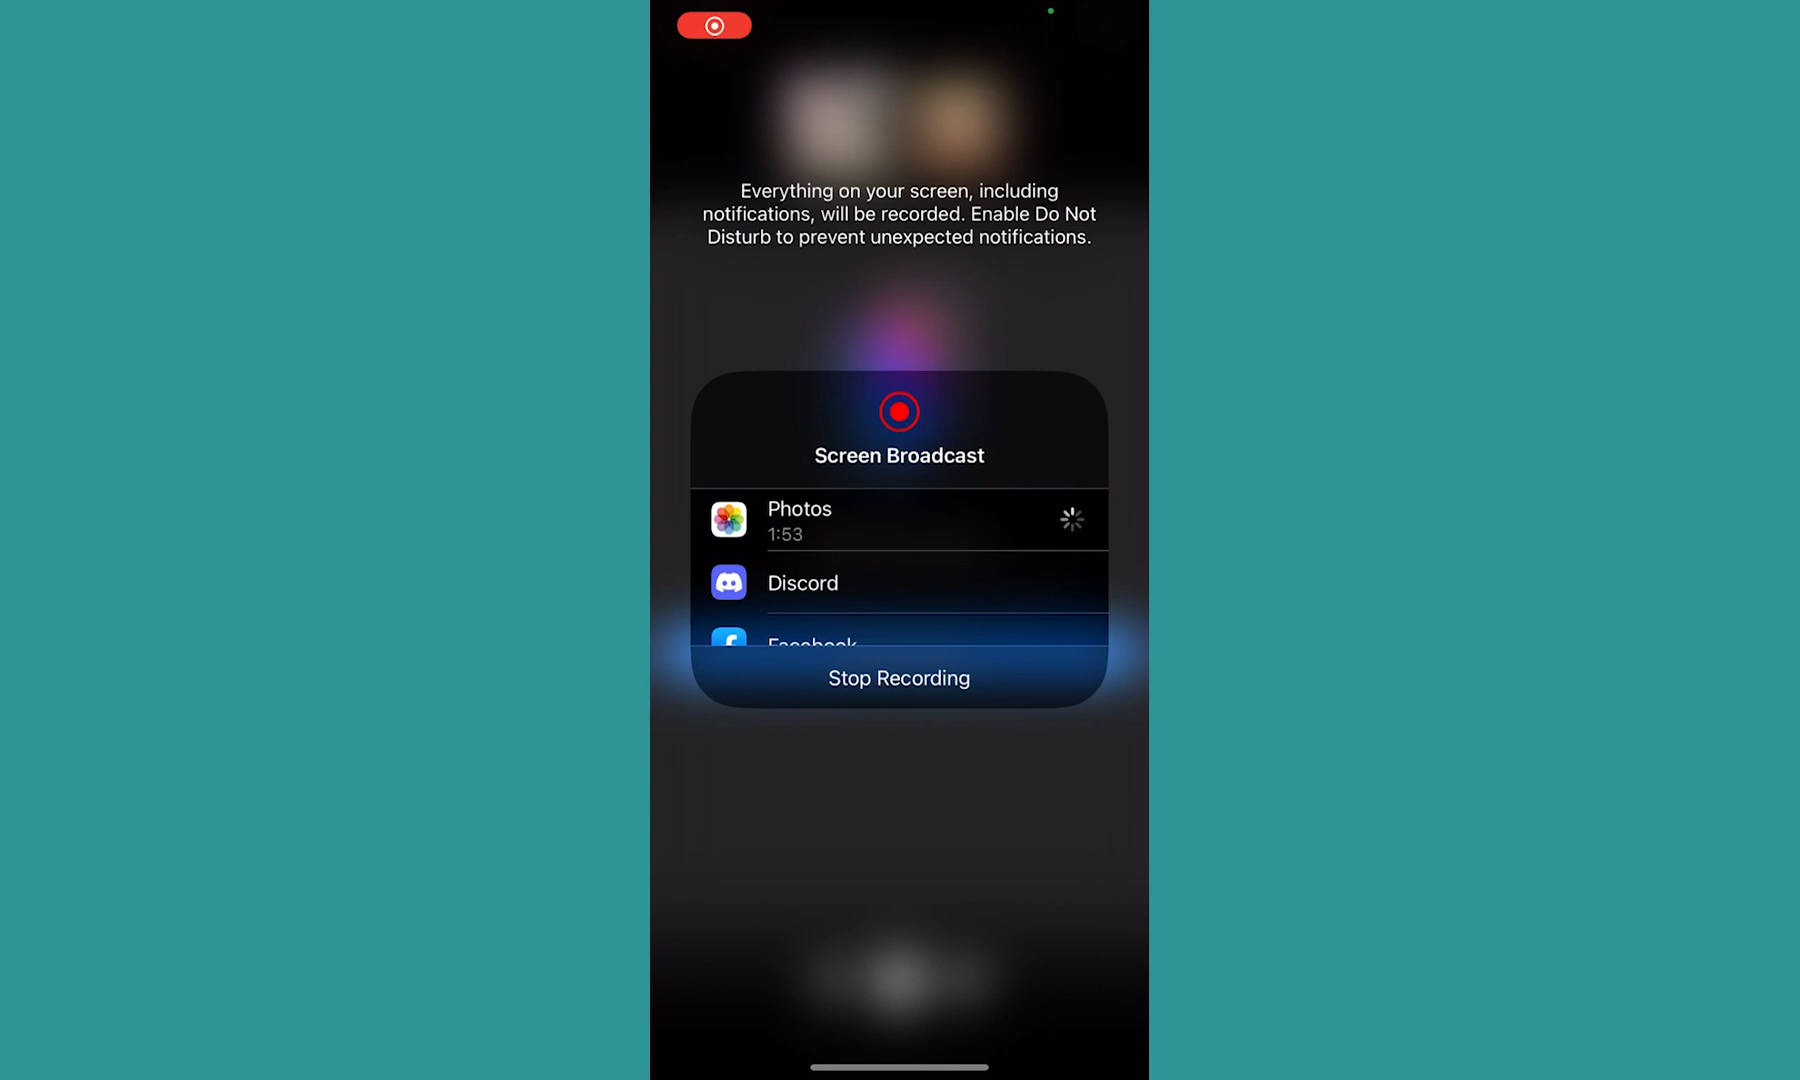 Everything on your screen, including
notifications, will be recorded. Enable Do Not
Disturb to prevent unexpected notifications.
Screen Broadcast
Photos
1:53
Discord
Facebook
Stop Recording